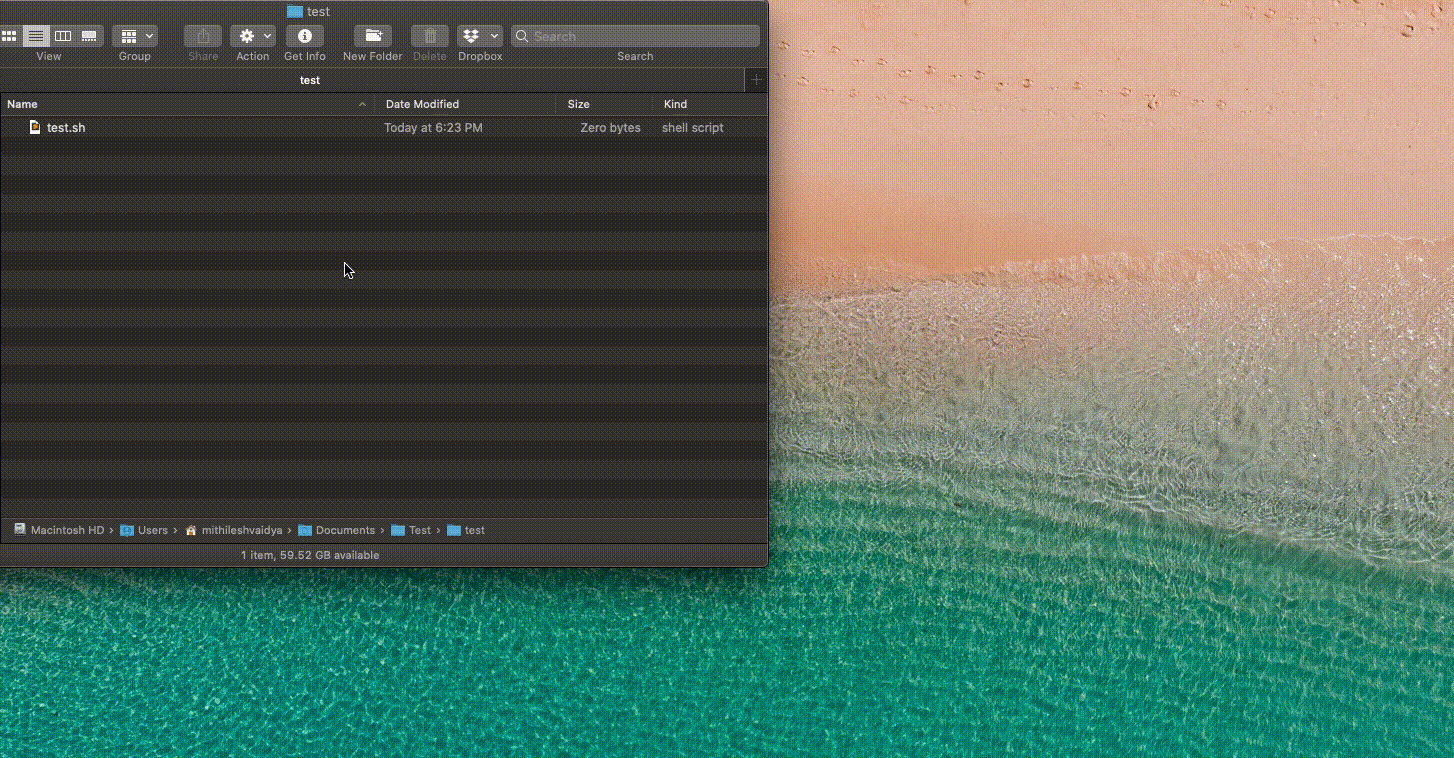 test
Search
View Group Share Action Get Info New Folder Delete Dropbox Search
test
Name Date Modified Size Kind
test.sh Today at 6:23 PM Zero bytes shell script
Macintosh HD › Users › mithileshvaidya › Documents › Test › test
1 item, 59.52 GB available